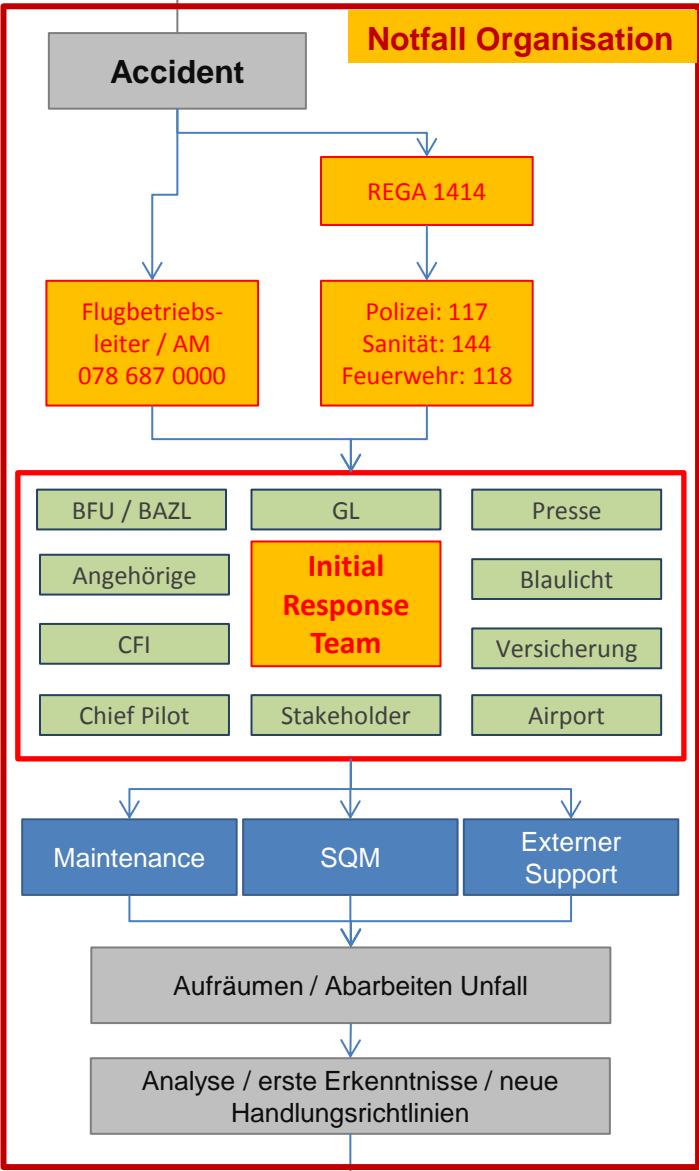 Notfall Organisation
Accident
REGA 1414
Flugbetriebs-
leiter / AM
078 687 0000
Polizei: 117
Sanität: 144
Feuerwehr: 118
BFU / BAZL
GL
Presse
Angehörige
Initial
Response
Team
Blaulicht
CFI
Versicherung
Chief Pilot
Stakeholder
Airport
Maintenance
SQM
Externer
Support
Aufräumen / Abarbeiten Unfall
Analyse / erste Erkenntnisse / neue
Handlungsrichtlinien